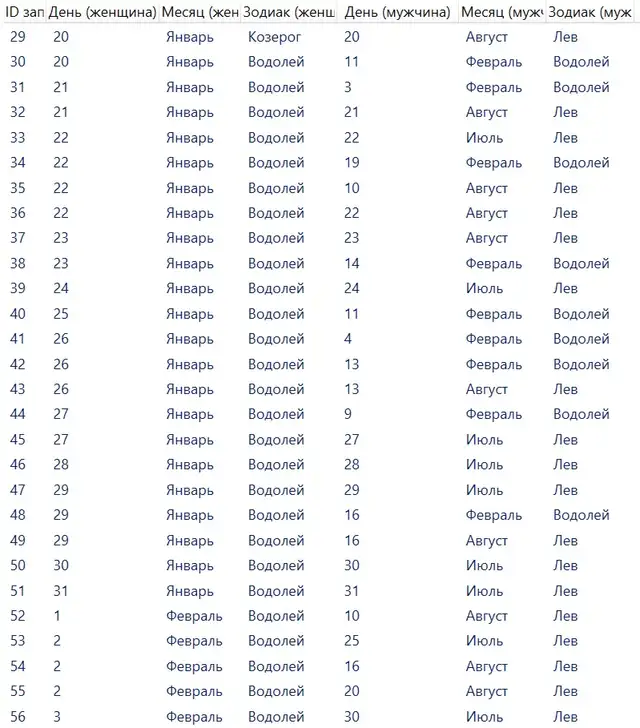 ID зап День (женщина) Месяц (жен Зодиак (женщ День (мужчина) Месяц (мужч Зодиак (муж
29 20 Январь Козерог 20 Август Лев
30 20 Январь Водолей 11 Февраль Водолей
31 21 Январь Водолей 3 Февраль Водолей
32 21 Январь Водолей 21 Август Лев
33 22 Январь Водолей 22 Июль Лев
34 22 Январь Водолей 19 Февраль Водолей
35 22 Январь Водолей 10 Август Лев
36 22 Январь Водолей 22 Август Лев
37 23 Январь Водолей 23 Август Лев
38 23 Январь Водолей 14 Февраль Водолей
39 24 Январь Водолей 24 Июль Лев
40 25 Январь Водолей 11 Февраль Водолей
41 26 Январь Водолей 4 Февраль Водолей
42 26 Январь Водолей 13 Февраль Водолей
43 26 Январь Водолей 13 Август Лев
44 27 Январь Водолей 9 Февраль Водолей
45 27 Январь Водолей 27 Июль Лев
46 28 Январь Водолей 28 Июль Лев
47 29 Январь Водолей 29 Июль Лев
48 29 Январь Водолей 16 Февраль Водолей
49 29 Январь Водолей 16 Август Лев
50 30 Январь Водолей 30 Июль Лев
51 31 Январь Водолей 31 Июль Лев
52 1 Февраль Водолей 10 Август Лев
53 2 Февраль Водолей 25 Июль Лев
54 2 Февраль Водолей 16 Август Лев
55 2 Февраль Водолей 20 Август Лев
56 3 Февраль Водолей 30 Июль Лев